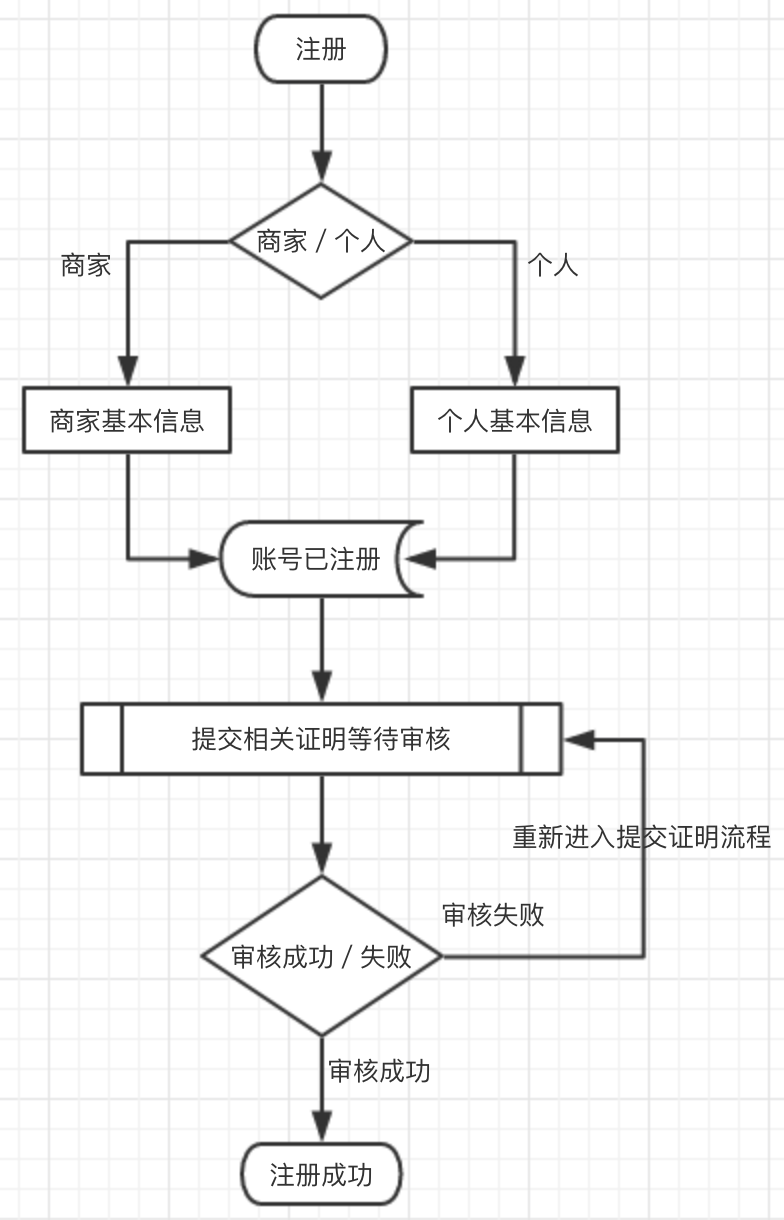 注册
商家 / 个人
商家
个人
商家基本信息
个人基本信息
账号已注册
提交相关证明等待审核
重新进入提交证明流程
审核失败
审核成功 / 失败
审核成功
注册成功